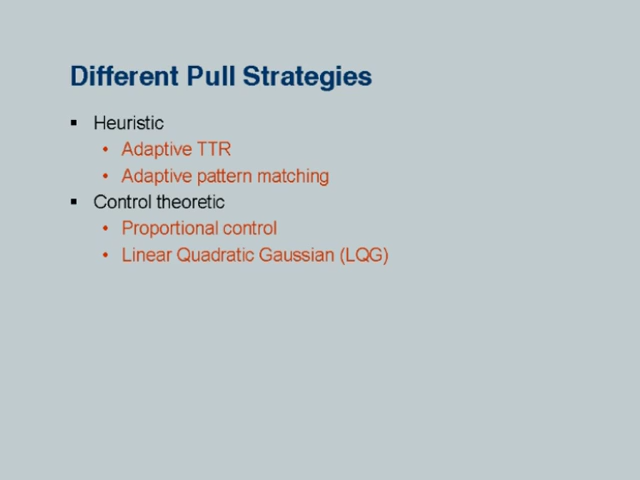 Different Pull Strategies
▪ Heuristic
• Adaptive TTR
• Adaptive pattern matching
▪ Control theoretic
• Proportional control
• Linear Quadratic Gaussian (LQG)